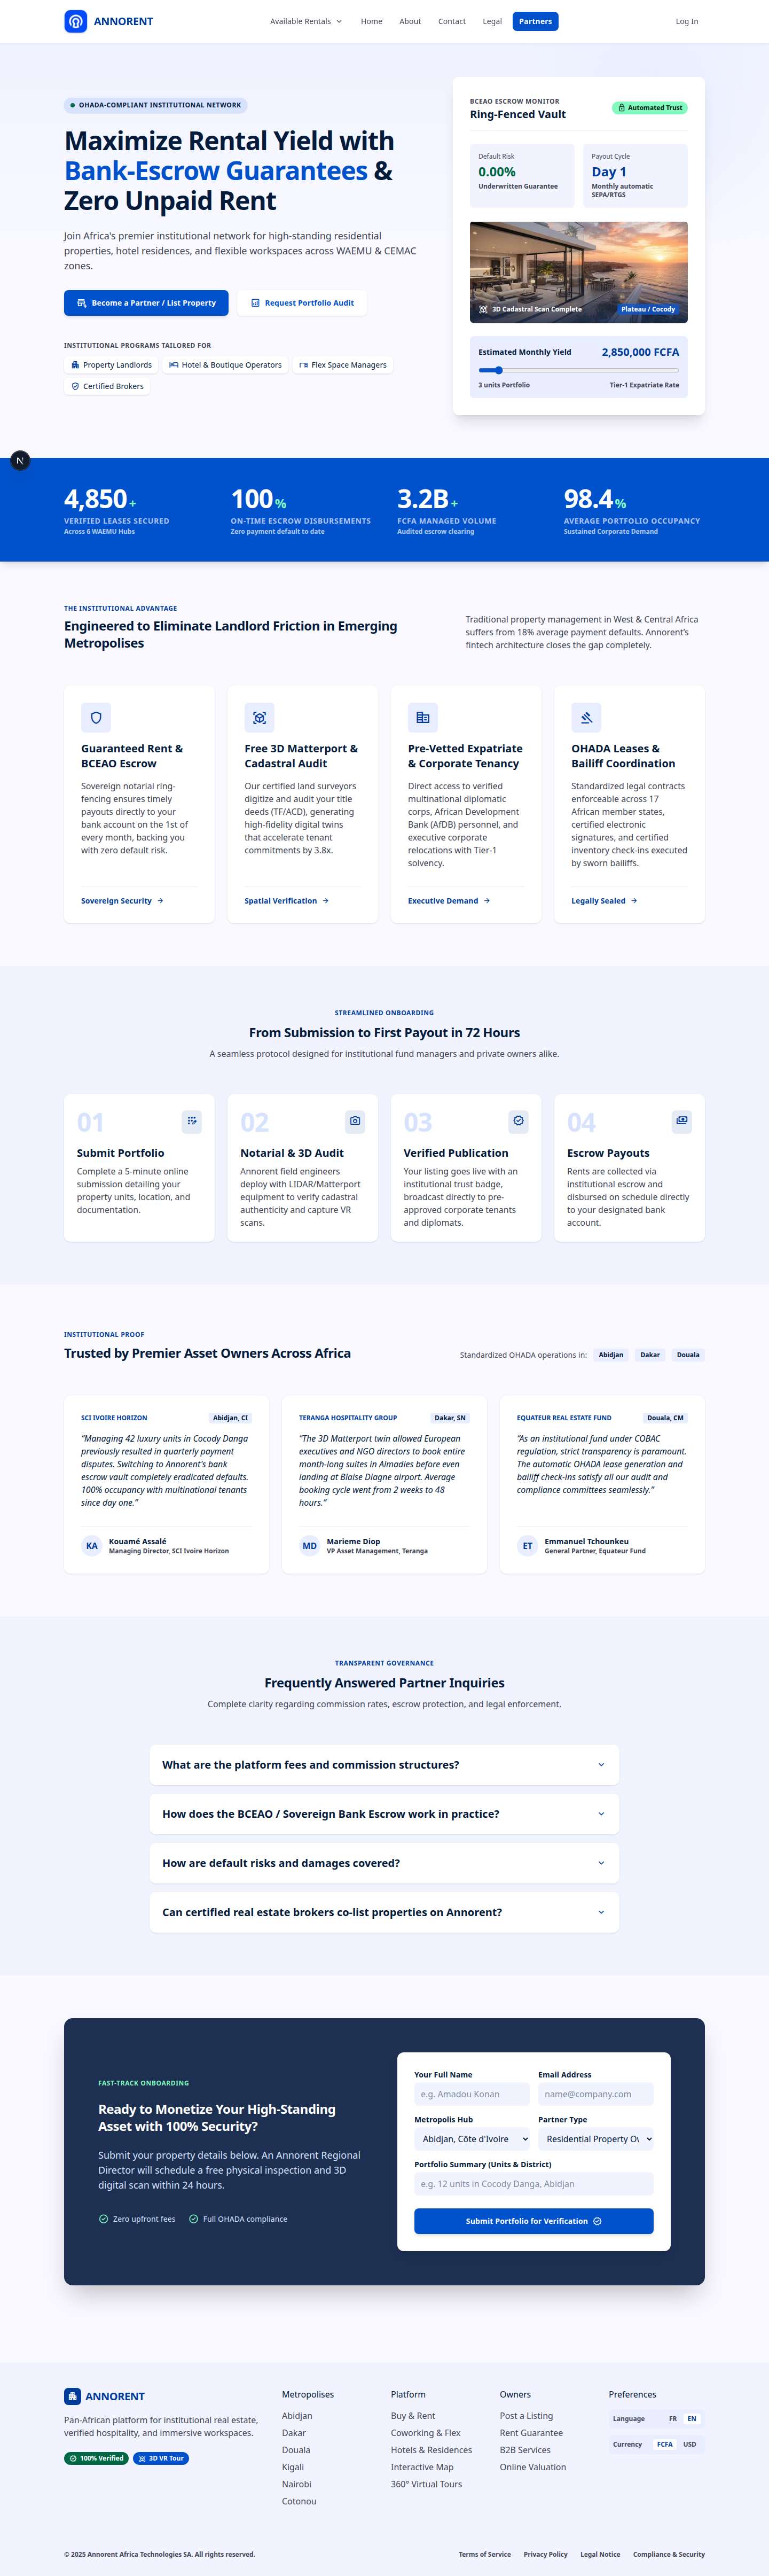 ANNORENT
Available Rentals
Home
About
Contact
Legal
Partners
Log In
OHADA-COMPLIANT INSTITUTIONAL NETWORK
Maximize Rental Yield with
Bank-Escrow Guarantees &
Zero Unpaid Rent
Join Africa's premier institutional network for high-standing residential
properties, hotel residences, and flexible workspaces across WAEMU & CEMAC
zones.
Become a Partner / List Property
Request Portfolio Audit
INSTITUTIONAL PROGRAMS TAILORED FOR
Property Landlords
Hotel & Boutique Operators
Flex Space Managers
Certified Brokers
BCEAO ESCROW MONITOR
Ring-Fenced Vault
Automated Trust
Default Risk
0.00%
Underwritten Guarantee
Payout Cycle
Day 1
Monthly automatic
SEPA/RTGS
3D Cadastral Scan Complete
Plateau / Cocody
Estimated Monthly Yield
2,850,000 FCFA
3 units Portfolio
Tier-1 Expatriate Rate
N
4,850+
VERIFIED LEASES SECURED
Across 6 WAEMU Hubs
100%
ON-TIME ESCROW DISBURSEMENTS
Zero payment default to date
3.2B+
FCFA MANAGED VOLUME
Audited escrow clearing
98.4%
AVERAGE PORTFOLIO OCCUPANCY
Sustained Corporate Demand
THE INSTITUTIONAL ADVANTAGE
Engineered to Eliminate Landlord Friction in Emerging
Metropolises
Traditional property management in West & Central Africa
suffers from 18% average payment defaults. Annorent's
fintech architecture closes the gap completely.
Guaranteed Rent &
BCEAO Escrow
Sovereign notarial ring-
fencing ensures timely
payouts directly to your
bank account on the 1st of
every month, backing you
with zero default risk.
Sovereign Security
Free 3D Matterport &
Cadastral Audit
Our certified land surveyors
digitize and audit your title
deeds (TF/ACD), generating
high-fidelity digital twins
that accelerate tenant
commitments by 3.8x.
Spatial Verification
Pre-Vetted Expatriate
& Corporate Tenancy
Direct access to verified
multinational diplomatic
corps, African Development
Bank (AfDB) personnel, and
executive corporate
relocations with Tier-1
solvency.
Executive Demand
OHADA Leases &
Bailiff Coordination
Standardized legal contracts
enforceable across 17
African member states,
certified electronic
signatures, and certified
inventory check-ins executed
by sworn bailiffs.
Legally Sealed
STREAMLINED ONBOARDING
From Submission to First Payout in 72 Hours
A seamless protocol designed for institutional fund managers and private owners alike.
01
Submit Portfolio
Complete a 5-minute online
submission detailing your
property units, location, and
documentation.
02
Notarial & 3D Audit
Annorent field engineers
deploy with LIDAR/Matterport
equipment to verify cadastral
authenticity and capture VR
scans.
03
Verified Publication
Your listing goes live with an
institutional trust badge,
broadcast directly to pre-
approved corporate tenants
and diplomats.
04
Escrow Payouts
Rents are collected via
institutional escrow and
disbursed on schedule directly
to your designated bank
account.
INSTITUTIONAL PROOF
Trusted by Premier Asset Owners Across Africa
Standardized OHADA operations in:
Abidjan
Dakar
Douala
SCI IVOIRE HORIZON
Abidjan, CI
“Managing 42 luxury units in Cocody Danga
previously resulted in quarterly payment
disputes. Switching to Annorent's bank
escrow vault completely eradicated defaults.
100% occupancy with multinational tenants
since day one.”
KA
Kouamé Assalé
Managing Director, SCI Ivoire Horizon
TERANGA HOSPITALITY GROUP
Dakar, SN
“The 3D Matterport twin allowed European
executives and NGO directors to book entire
month-long suites in Almadies before even
landing at Blaise Diagne airport. Average
booking cycle went from 2 weeks to 48
hours.”
MD
Marieme Diop
VP Asset Management, Teranga
EQUATEUR REAL ESTATE FUND
Douala, CM
“As an institutional fund under COBAC
regulation, strict transparency is paramount.
The automatic OHADA lease generation and
bailiff check-ins satisfy all our audit and
compliance committees seamlessly.”
ET
Emmanuel Tchounkeu
General Partner, Equateur Fund
TRANSPARENT GOVERNANCE
Frequently Answered Partner Inquiries
Complete clarity regarding commission rates, escrow protection, and legal enforcement.
What are the platform fees and commission structures?
How does the BCEAO / Sovereign Bank Escrow work in practice?
How are default risks and damages covered?
Can certified real estate brokers co-list properties on Annorent?
FAST-TRACK ONBOARDING
Ready to Monetize Your High-Standing
Asset with 100% Security?
Submit your property details below. An Annorent Regional
Director will schedule a free physical inspection and 3D
digital scan within 24 hours.
Zero upfront fees
Full OHADA compliance
Your Full Name
e.g. Amadou Konan
Email Address
name@company.com
Metropolis Hub
Abidjan, Côte d'Ivoire
Partner Type
Residential Property Ow
Portfolio Summary (Units & District)
e.g. 12 units in Cocody Danga, Abidjan
Submit Portfolio for Verification
ANNORENT
Pan-African platform for institutional real estate,
verified hospitality, and immersive workspaces.
100% Verified
3D VR Tour
Metropolises
Abidjan
Dakar
Douala
Kigali
Nairobi
Cotonou
Platform
Buy & Rent
Coworking & Flex
Hotels & Residences
Interactive Map
360° Virtual Tours
Owners
Post a Listing
Rent Guarantee
B2B Services
Online Valuation
Preferences
Language
FR
EN
Currency
FCFA
USD
© 2025 Annorent Africa Technologies SA. All rights reserved.
Terms of Service
Privacy Policy
Legal Notice
Compliance & Security